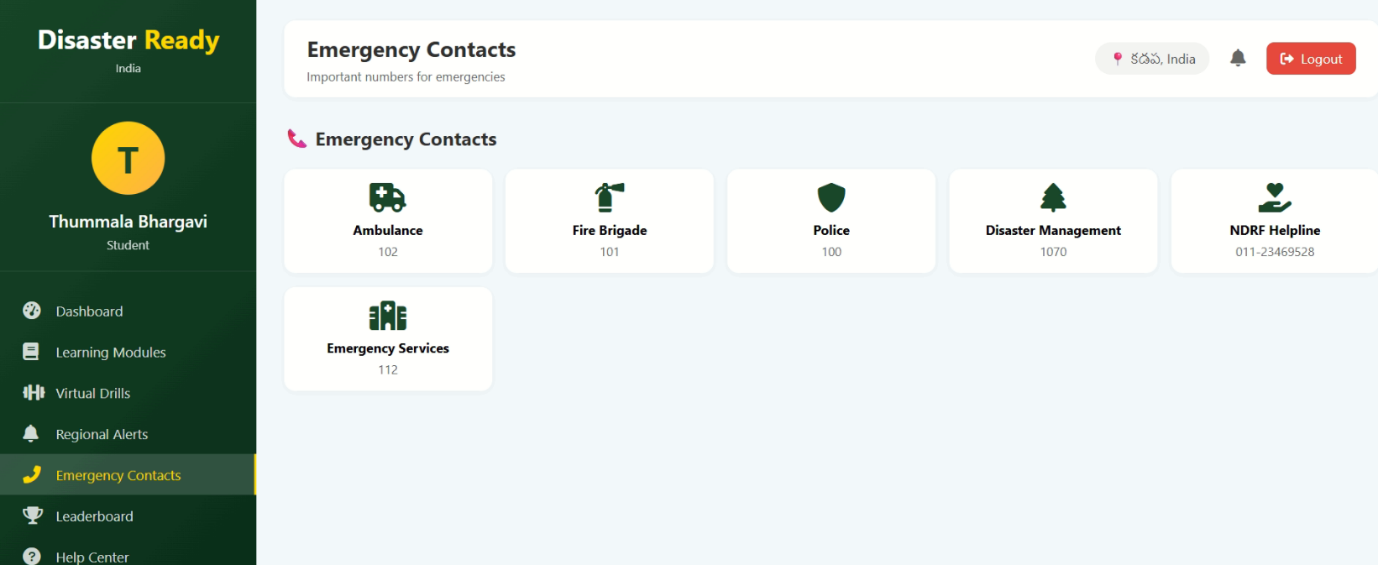 Disaster Ready
India
T
Thummala Bhargavi
Student
Dashboard
Learning Modules
Virtual Drills
Regional Alerts
Emergency Contacts
Leaderboard
Help Center
Emergency Contacts
Important numbers for emergencies
కడప, India
Logout
Emergency Contacts
Ambulance
102
Fire Brigade
101
Police
100
Disaster Management
1070
NDRF Helpline
011-23469528
Emergency Services
112